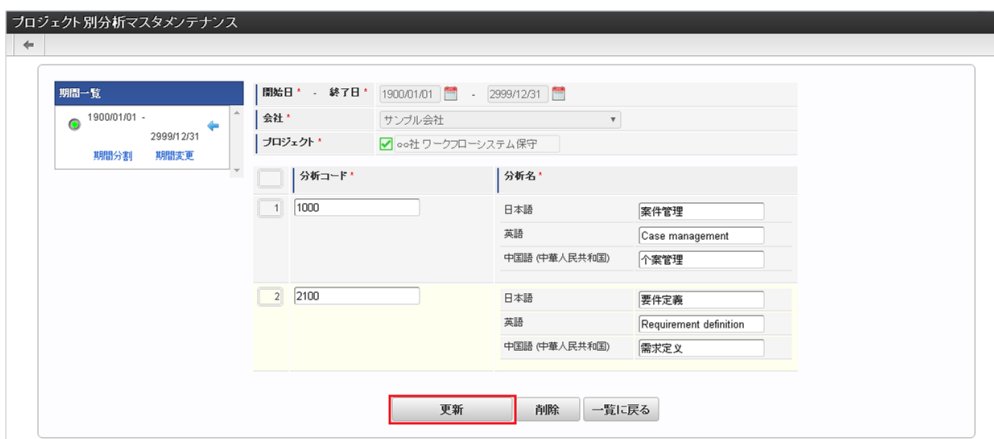 プロジェクト別分析マスタメンテナンス
期間一覧
1900/01/01 -
2999/12/31
期間分割 期間変更
開始日* - 終了日* 1900/01/01 - 2999/12/31
会社* サンプル会社
プロジェクト* ○○社 ワークフローシステム保守
分析コード* 分析名*
1 1000 日本語 案件管理
英語 Case management
中国語 (中華人民共和国) 个案管理
2 2100 日本語 要件定義
英語 Requirement definition
中国語 (中華人民共和国) 需求定义
更新 削除 一覧に戻る